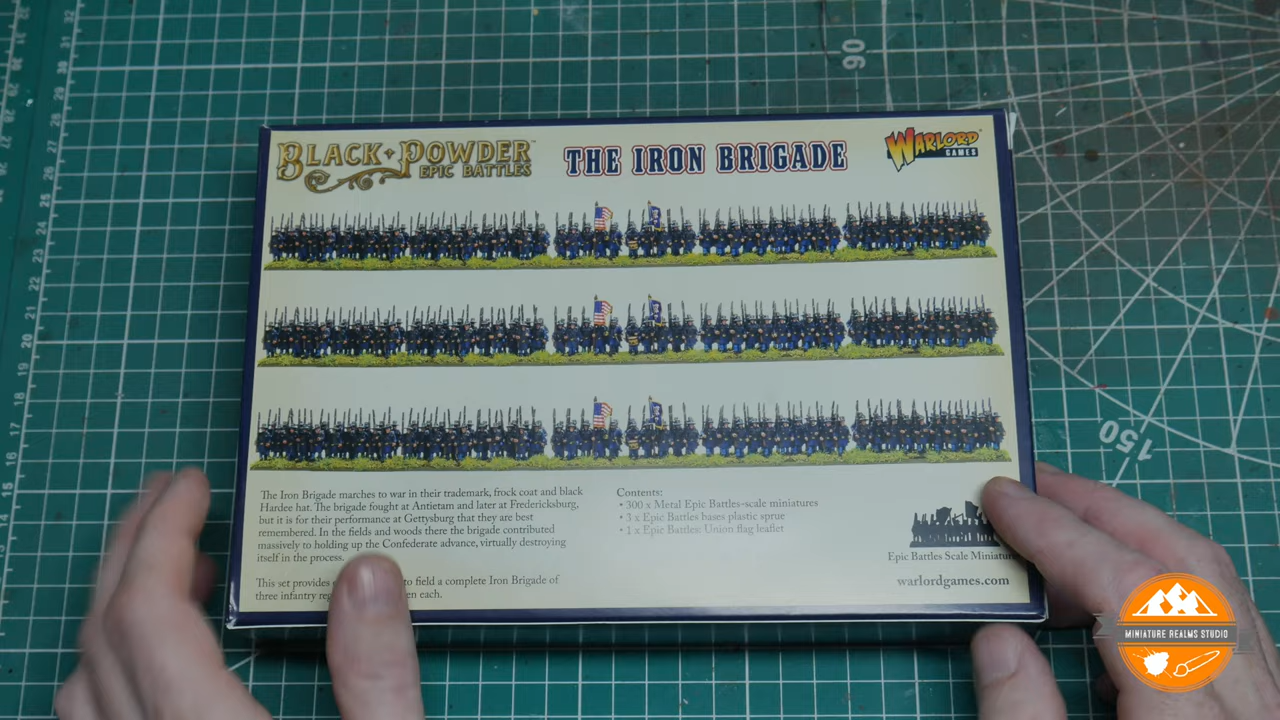 90
BLACK POWDER
EPIC BATTLES
THE IRON BRIGADE
WARLORD
GAMES
The Iron Brigade marches to war in their trademark, frock coat and black
Hardee hat. The brigade fought at Antietam and later at Fredericksburg,
but it is for their performance at Gettysburg that they are best
remembered. In the fields and woods there the brigade contributed
massively to holding up the Confederate advance, virtually destroying
itself in the process.
This set provides to field a complete Iron Brigade of
three infantry each.
Contents:
• 300 x Metal Epic Battles-scale miniatures
• 3 x Epic Battles bases plastic sprue
• 1 x Epic Battles: Union flag leaflet
Epic Battles Scale
warlordgames.com
150
MINIATURE REALMS STUDIO